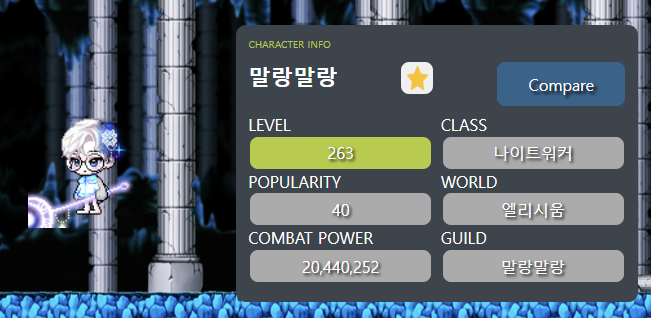 CHARACTER INFO
말랑말랑
Compare
LEVEL
CLASS
263
나이트워커
POPULARITY
WORLD
40
엘리시움
COMBAT POWER
GUILD
20,440,252
말랑말랑